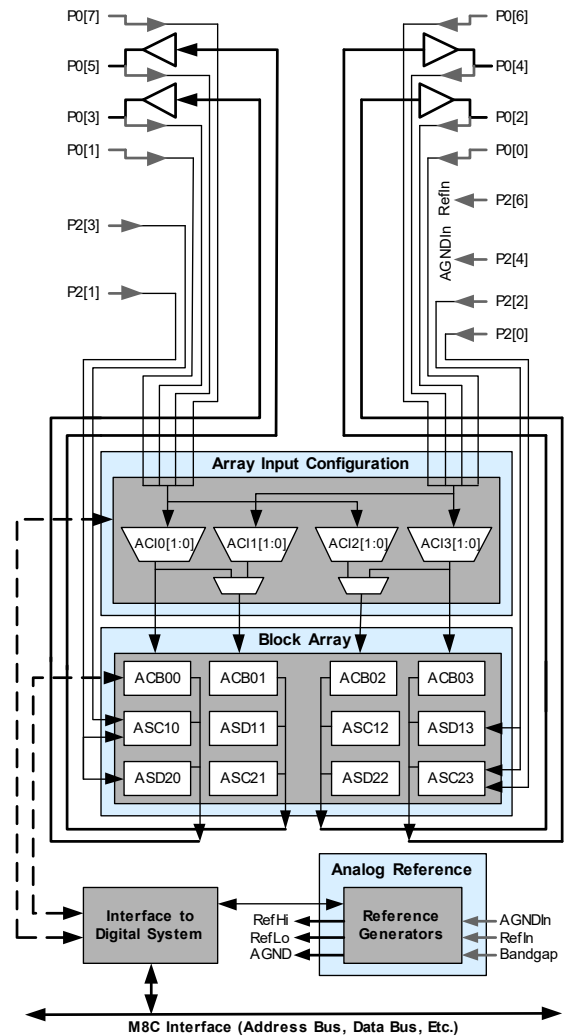 P0[7]
P0[6]
P0[5]
P0[4]
P0[3]
P0[2]
P0[1]
P0[0]
AGNDIn RefIn
P2[6]
P2[3]
P2[4]
P2[1]
P2[2]
P2[0]
Array Input Configuration
ACI0[1:0]
ACI1[1:0]
ACI2[1:0]
ACI3[1:0]
Block Array
ACB00
ACB01
ACB02
ACB03
ASC10
ASD11
ASC12
ASD13
ASD20
ASC21
ASD22
ASC23
Analog Reference
Interface to
Digital System
RefHi
RefLo
AGND
Reference
Generators
AGNDIn
RefIn
Bandgap
M8C Interface (Address Bus, Data Bus, Etc.)